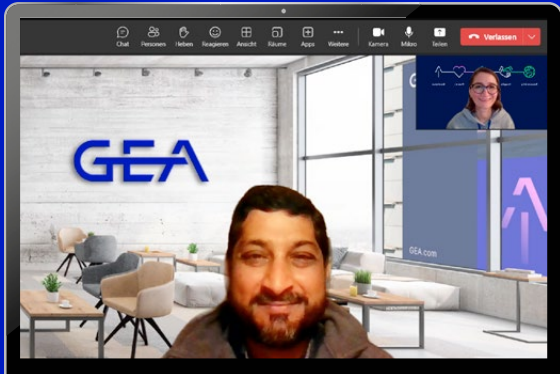 Chat Personen Heben Reagieren Ansicht Räume Apps Weitere Kamera Mikro Teilen Verlassen
GEA
G
GEA.com